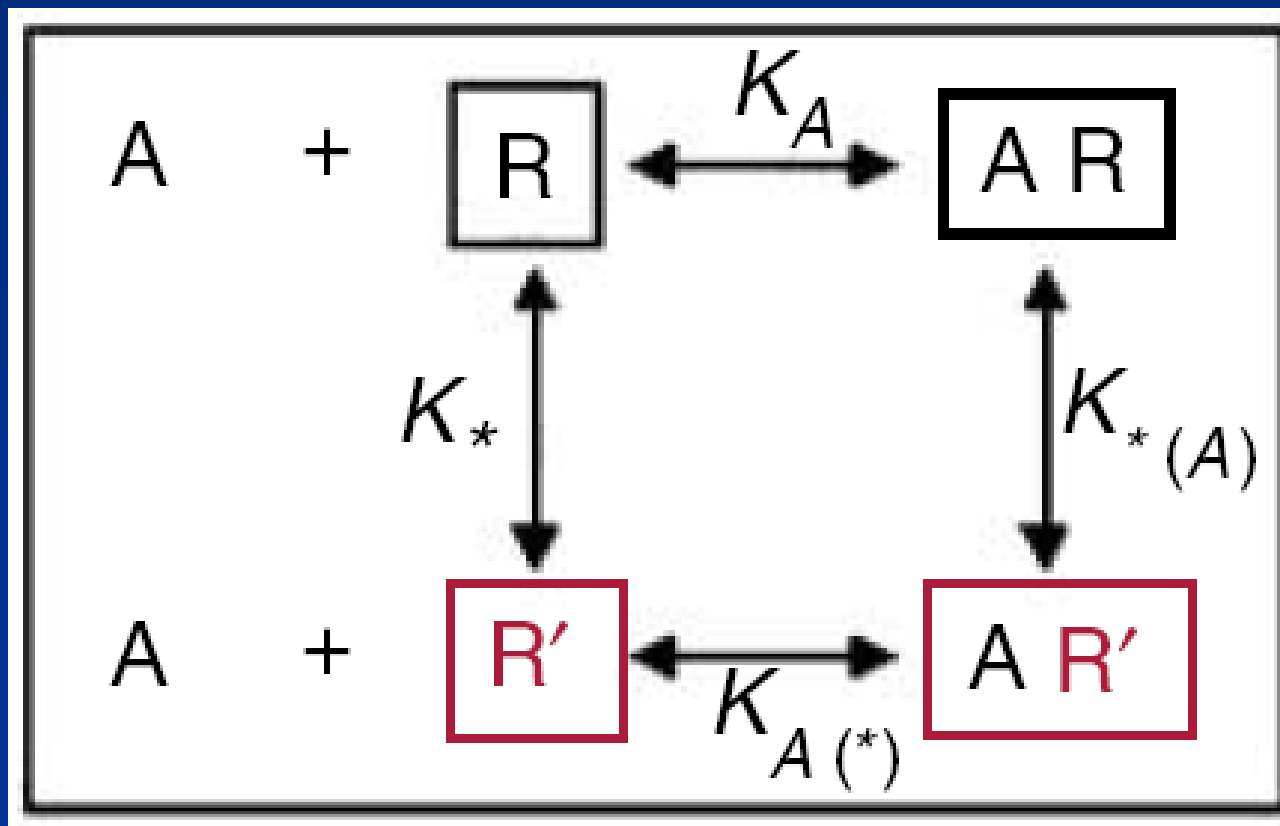 A + R K_A A R
K_* K_*(A)
A + R′ K_A(*) A R′